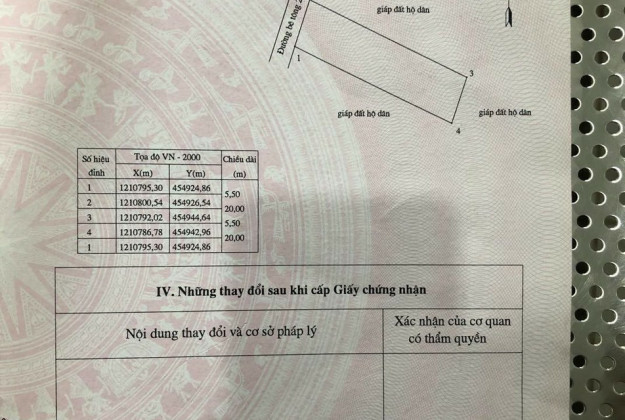 giáp đất hộ dân
Đường bê tông 2
1
3
giáp đất hộ dân
giáp đất hộ dân
4
Số hiệu đỉnh Tọa độ VN - 2000 Chiều dài (m)
X(m) Y(m)
1 1210795,30 454924,86
5,50
2 1210800,54 454926,54
20,00
3 1210792,02 454944,64
5,50
4 1210786,78 454942,96
20,00
1 1210795,30 454924,86
IV. Những thay đổi sau khi cấp Giấy chứng nhận
Nội dung thay đổi và cơ sở pháp lý
Xác nhận của cơ quan
có thẩm quyền